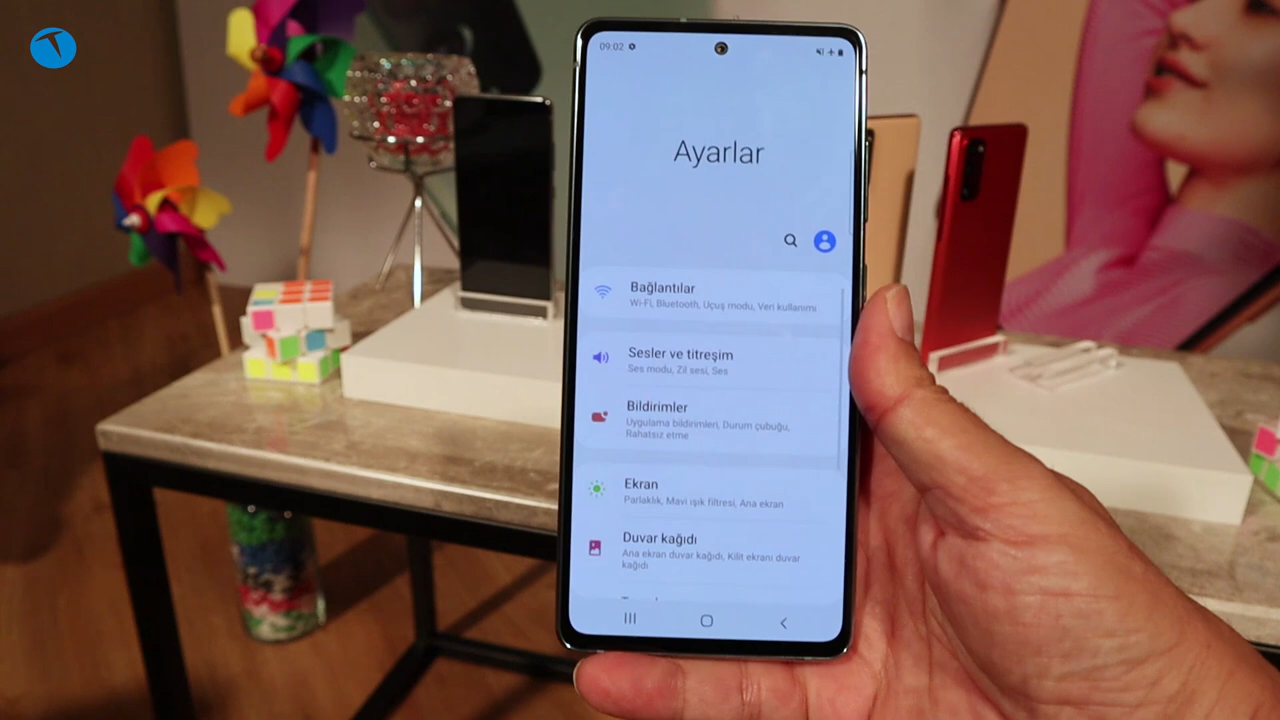 09:02
Ayarlar
Bağlantılar
Wi-Fi, Bluetooth, Uçuş modu, Veri kullanımı
Sesler ve titreşim
Ses modu, Zil sesi, Ses
Bildirimler
Uygulama bildirimleri, Durum çubuğu,
Rahatsız etme
Ekran
Parlaklık, Mavi ışık filtresi, Ana ekran
Duvar kağıdı
Ana ekran duvar kağıdı, Kilit ekranı duvar
kağıdı